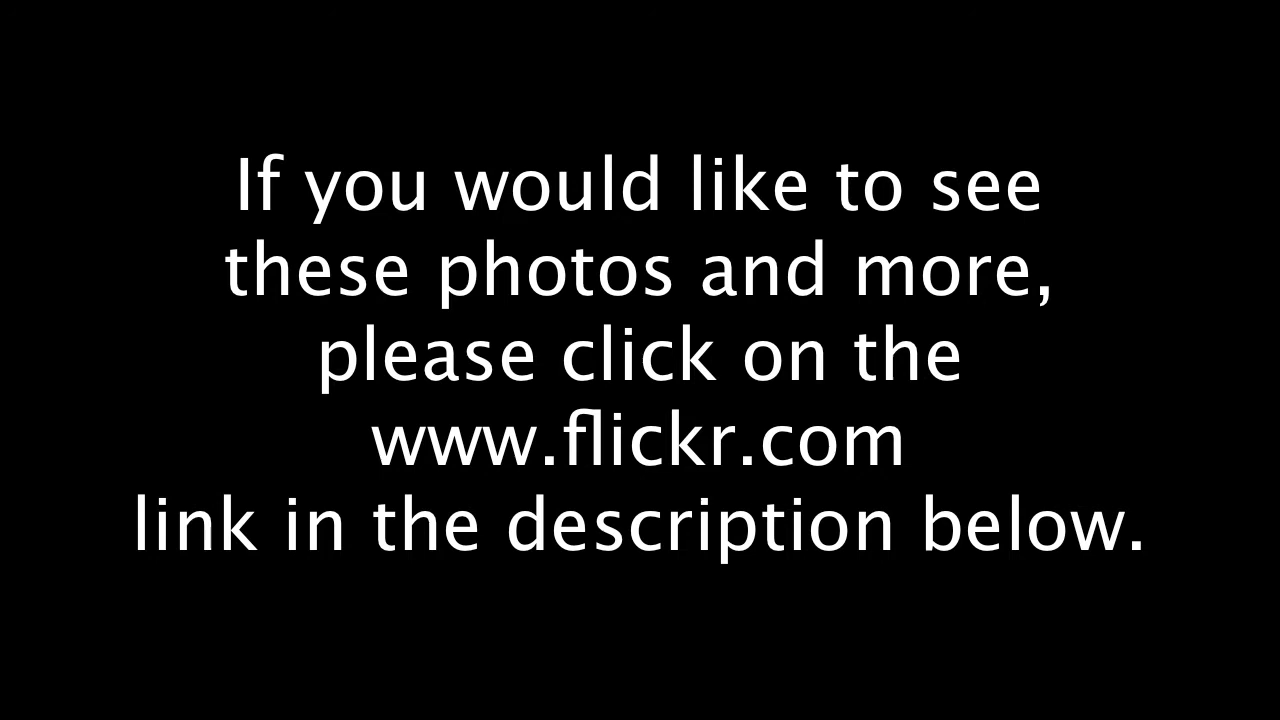 If you would like to see
these photos and more,
please click on the
www.flickr.com
link in the description below.